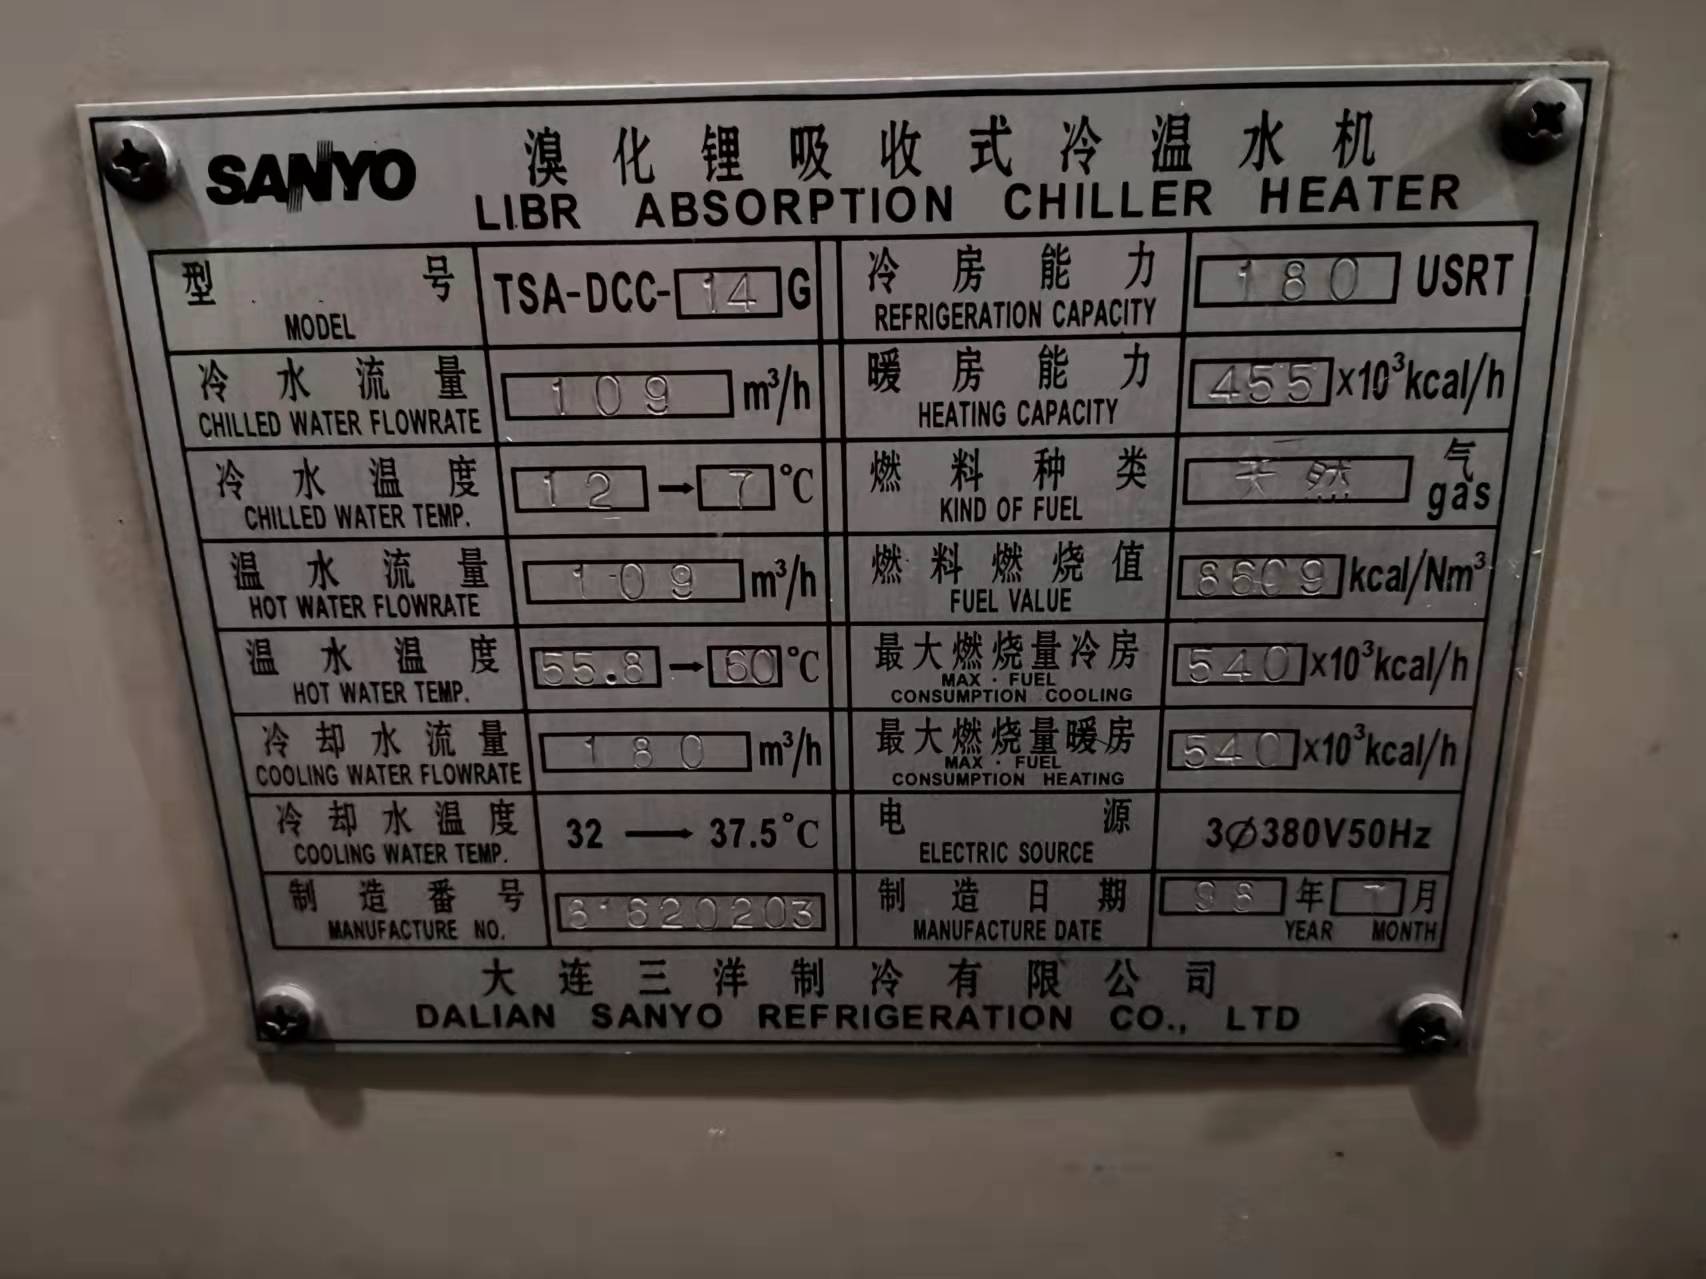 SANYO 溴化锂吸收式冷温水机
LIBR ABSORPTION CHILLER HEATER
型号 TSA-DCC-14G 冷房能力 180 USRT
MODEL REFRIGERATION CAPACITY
冷水流量 109 m³/h 暖房能力 455×10³kcal/h
CHILLED WATER FLOWRATE HEATING CAPACITY
冷水温度 12→7℃ 燃料种类 天然气
CHILLED WATER TEMP. KIND OF FUEL gas
温水流量 109 m³/h 燃料燃烧值 8609 kcal/Nm³
HOT WATER FLOWRATE FUEL VALUE
温水温度 55.8→60℃ 最大燃烧量冷房 540×10³kcal/h
HOT WATER TEMP. MAX·FUEL
CONSUMPTION COOLING
冷却水流量 180 m³/h 最大燃烧量暖房 540×10³kcal/h
COOLING WATER FLOWRATE MAX·FUEL
CONSUMPTION HEATING
冷却水温度 32→37.5℃ 电源 3Ø380V50Hz
COOLING WATER TEMP. ELECTRIC SOURCE
制造番号 制造日期 年 7月
MANUFACTURE NO. MANUFACTURE DATE YEAR MONTH
大连三洋制冷有限公司
DALIAN SANYO REFRIGERATION CO., LTD